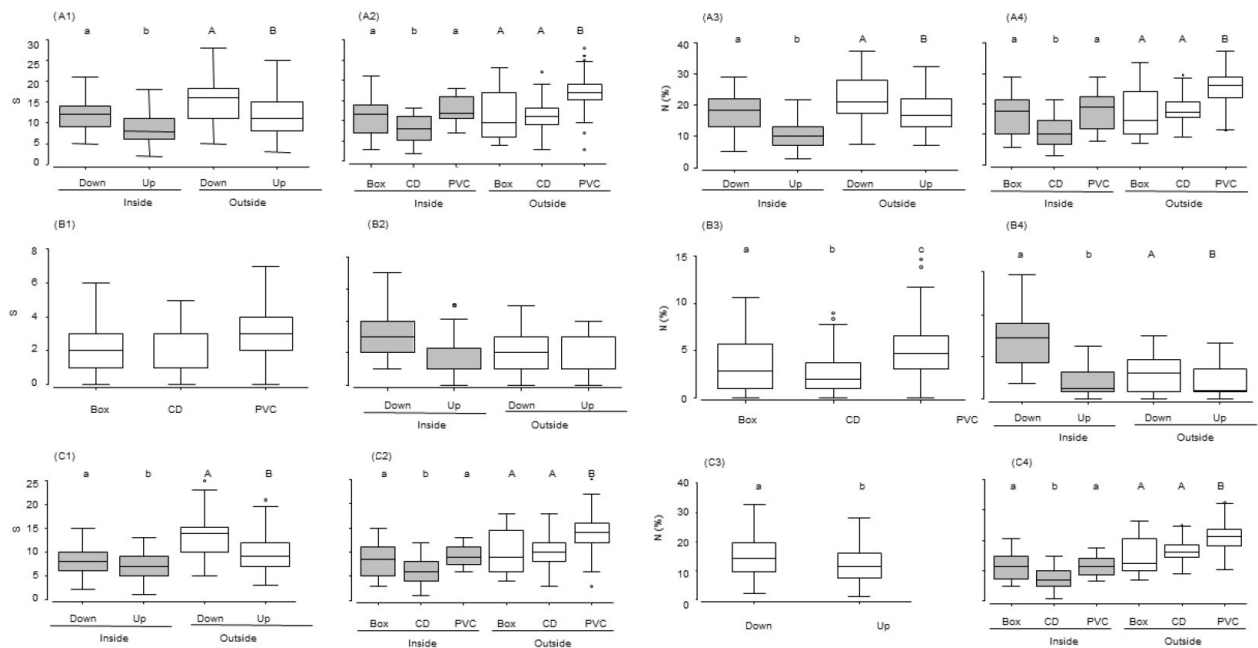 (A1)
a b A B
30
25
20
15
10
5
0
S
Down Up Down Up
Inside Outside
(A2)
a b a A A B
Box CD PVC Box CD PVC
Inside Outside
(A3)
a b A B
40
30
20
10
0
N (%)
Down Up Down Up
Inside Outside
(A4)
a b a A A B
Box CD PVC Box CD PVC
Inside Outside
(B1)
8
6
4
2
0
S
Box CD PVC
(B2)
Down Up Down Up
Inside Outside
(B3)
a b c
15
10
5
0
N (%)
Box CD PVC
(B4)
a b A B
Down Up Down Up
Inside Outside
(C1)
a b A B
25
20
15
10
5
0
S
Down Up Down Up
Inside Outside
(C2)
a b a A A B
Box CD PVC Box CD PVC
Inside Outside
(C3)
a b
40
30
20
10
0
N (%)
Down Up
(C4)
a b a A A B
Box CD PVC Box CD PVC
Inside Outside